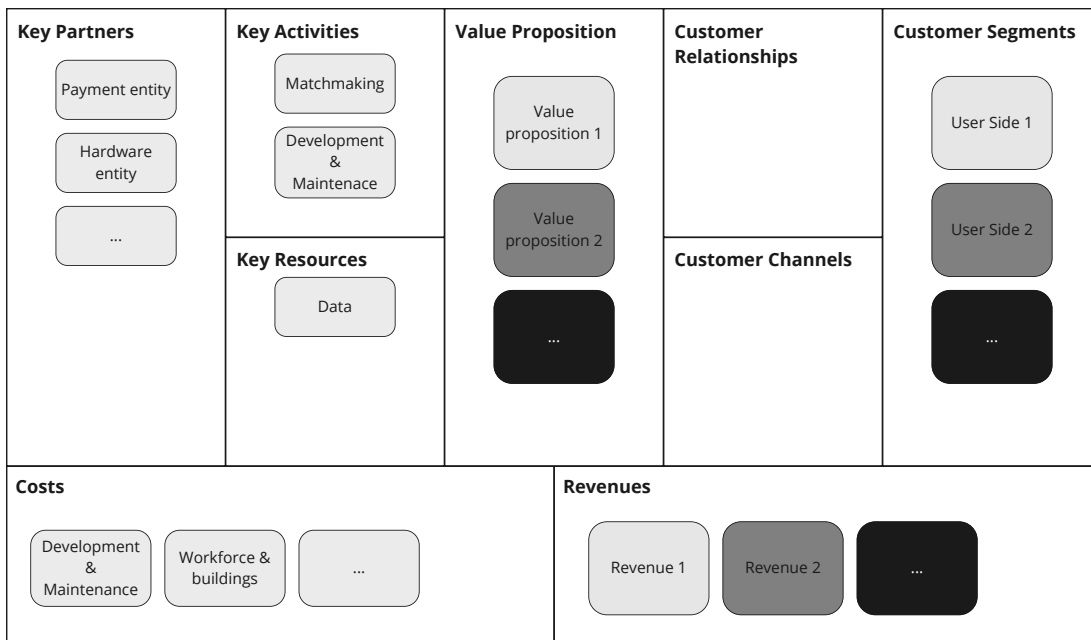 Key Partners
Payment entity
Hardware
entity
...
Key Activities
Matchmaking
Development
&
Maintenace
Key Resources
Data
Value Proposition
Value
proposition 1
Value
proposition 2
...
Customer
Relationships
Customer Channels
Customer Segments
User Side 1
User Side 2
...
Costs
Development
&
Maintenance
Workforce &
buildings
...
Revenues
Revenue 1
Revenue 2
...